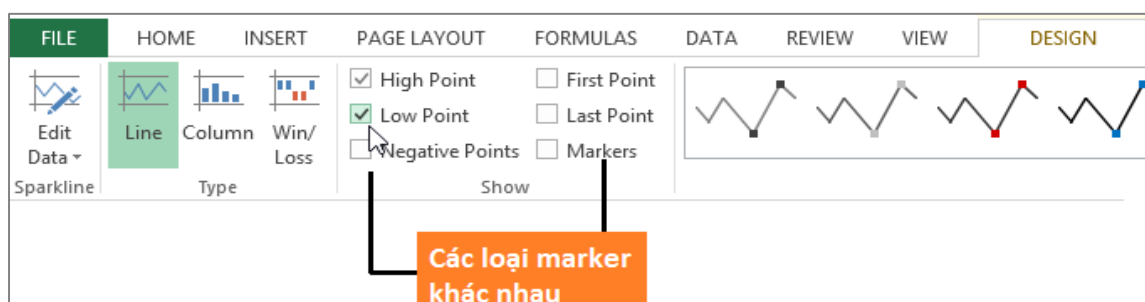 FILE HOME INSERT PAGE LAYOUT FORMULAS DATA REVIEW VIEW DESIGN
Edit
Data
Line
Column
Win/
Loss
High Point
Low Point
Negative Points
First Point
Last Point
Markers
Sparkline
Type
Show
Các loại marker
khác nhau